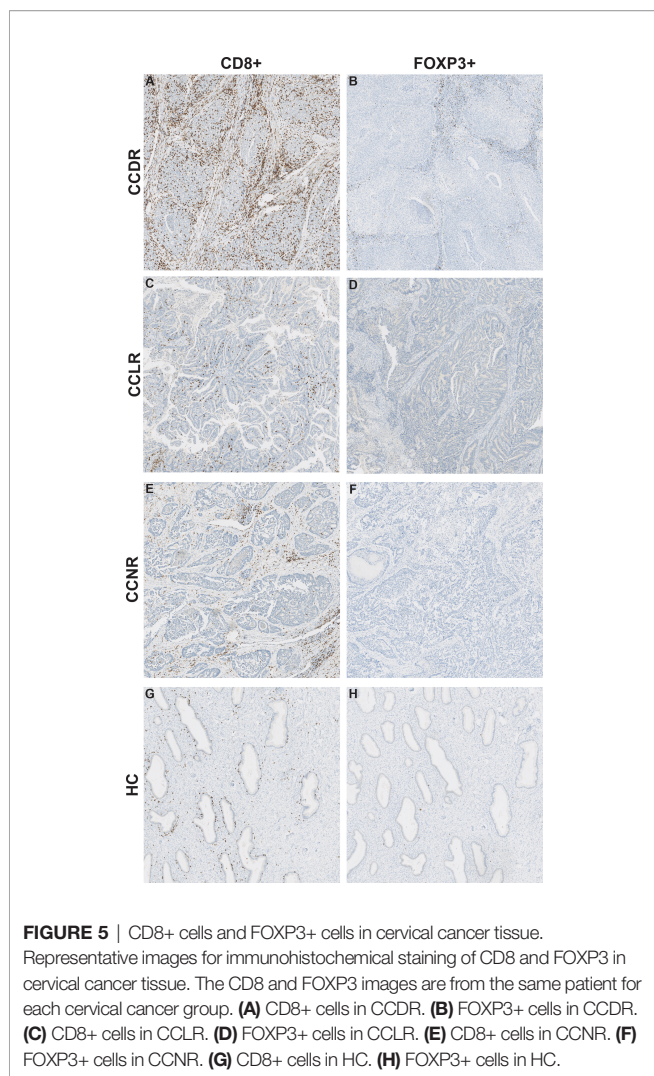 CD8+ FOXP3+
A B
CCDR
C D
CCLR
E F
CCNR
G H
HC
FIGURE 5 | CD8+ cells and FOXP3+ cells in cervical cancer tissue.
Representative images for immunohistochemical staining of CD8 and FOXP3 in
cervical cancer tissue. The CD8 and FOXP3 images are from the same patient for
each cervical cancer group. (A) CD8+ cells in CCDR. (B) FOXP3+ cells in CCDR.
(C) CD8+ cells in CCLR. (D) FOXP3+ cells in CCLR. (E) CD8+ cells in CCNR. (F)
FOXP3+ cells in CCNR. (G) CD8+ cells in HC. (H) FOXP3+ cells in HC.